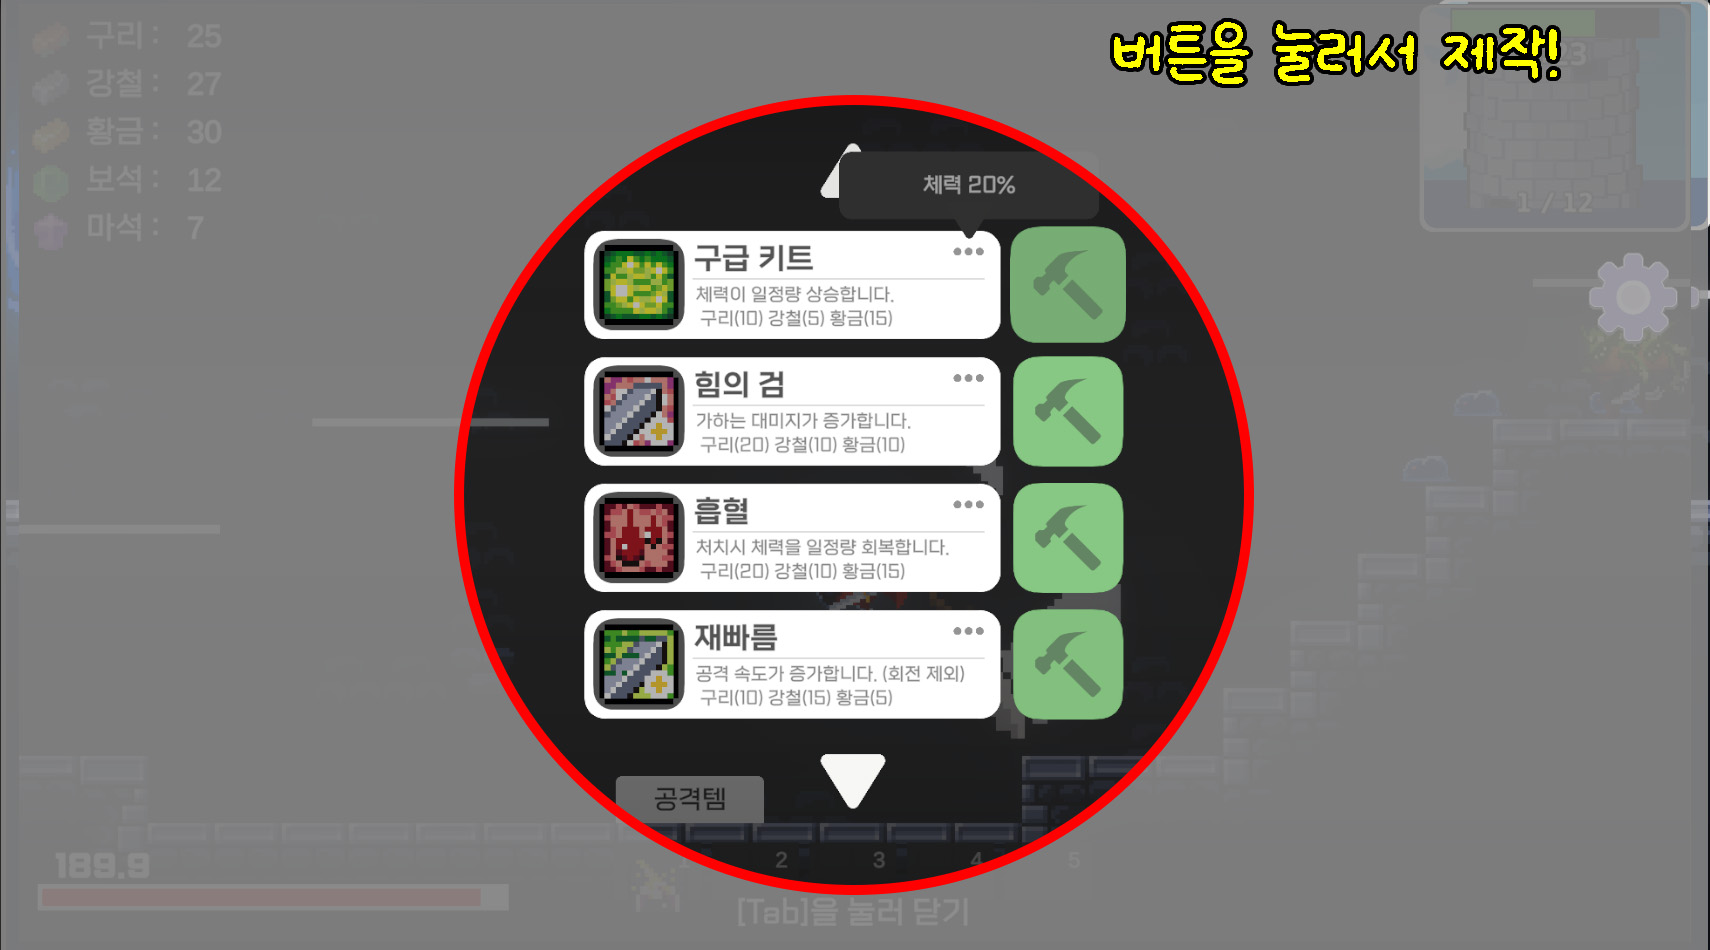 구리 : 25
강철 : 27
황금 : 30
보석 : 12
마석 : 7
버튼을 눌러서 제작!
1 / 12
체력 20%
구급 키트
체력이 일정량 상승합니다.
구리(10) 강철(5) 황금(15)
힘의 검
가하는 대미지가 증가합니다.
구리(20) 강철(10) 황금(10)
흡혈
처치시 체력을 일정량 회복합니다.
구리(20) 강철(10) 황금(15)
재빠름
공격 속도가 증가합니다. (회전 제외)
구리(10) 강철(15) 황금(5)
공격템
189.9
2 3 4 5
[Tab]을 눌러 닫기